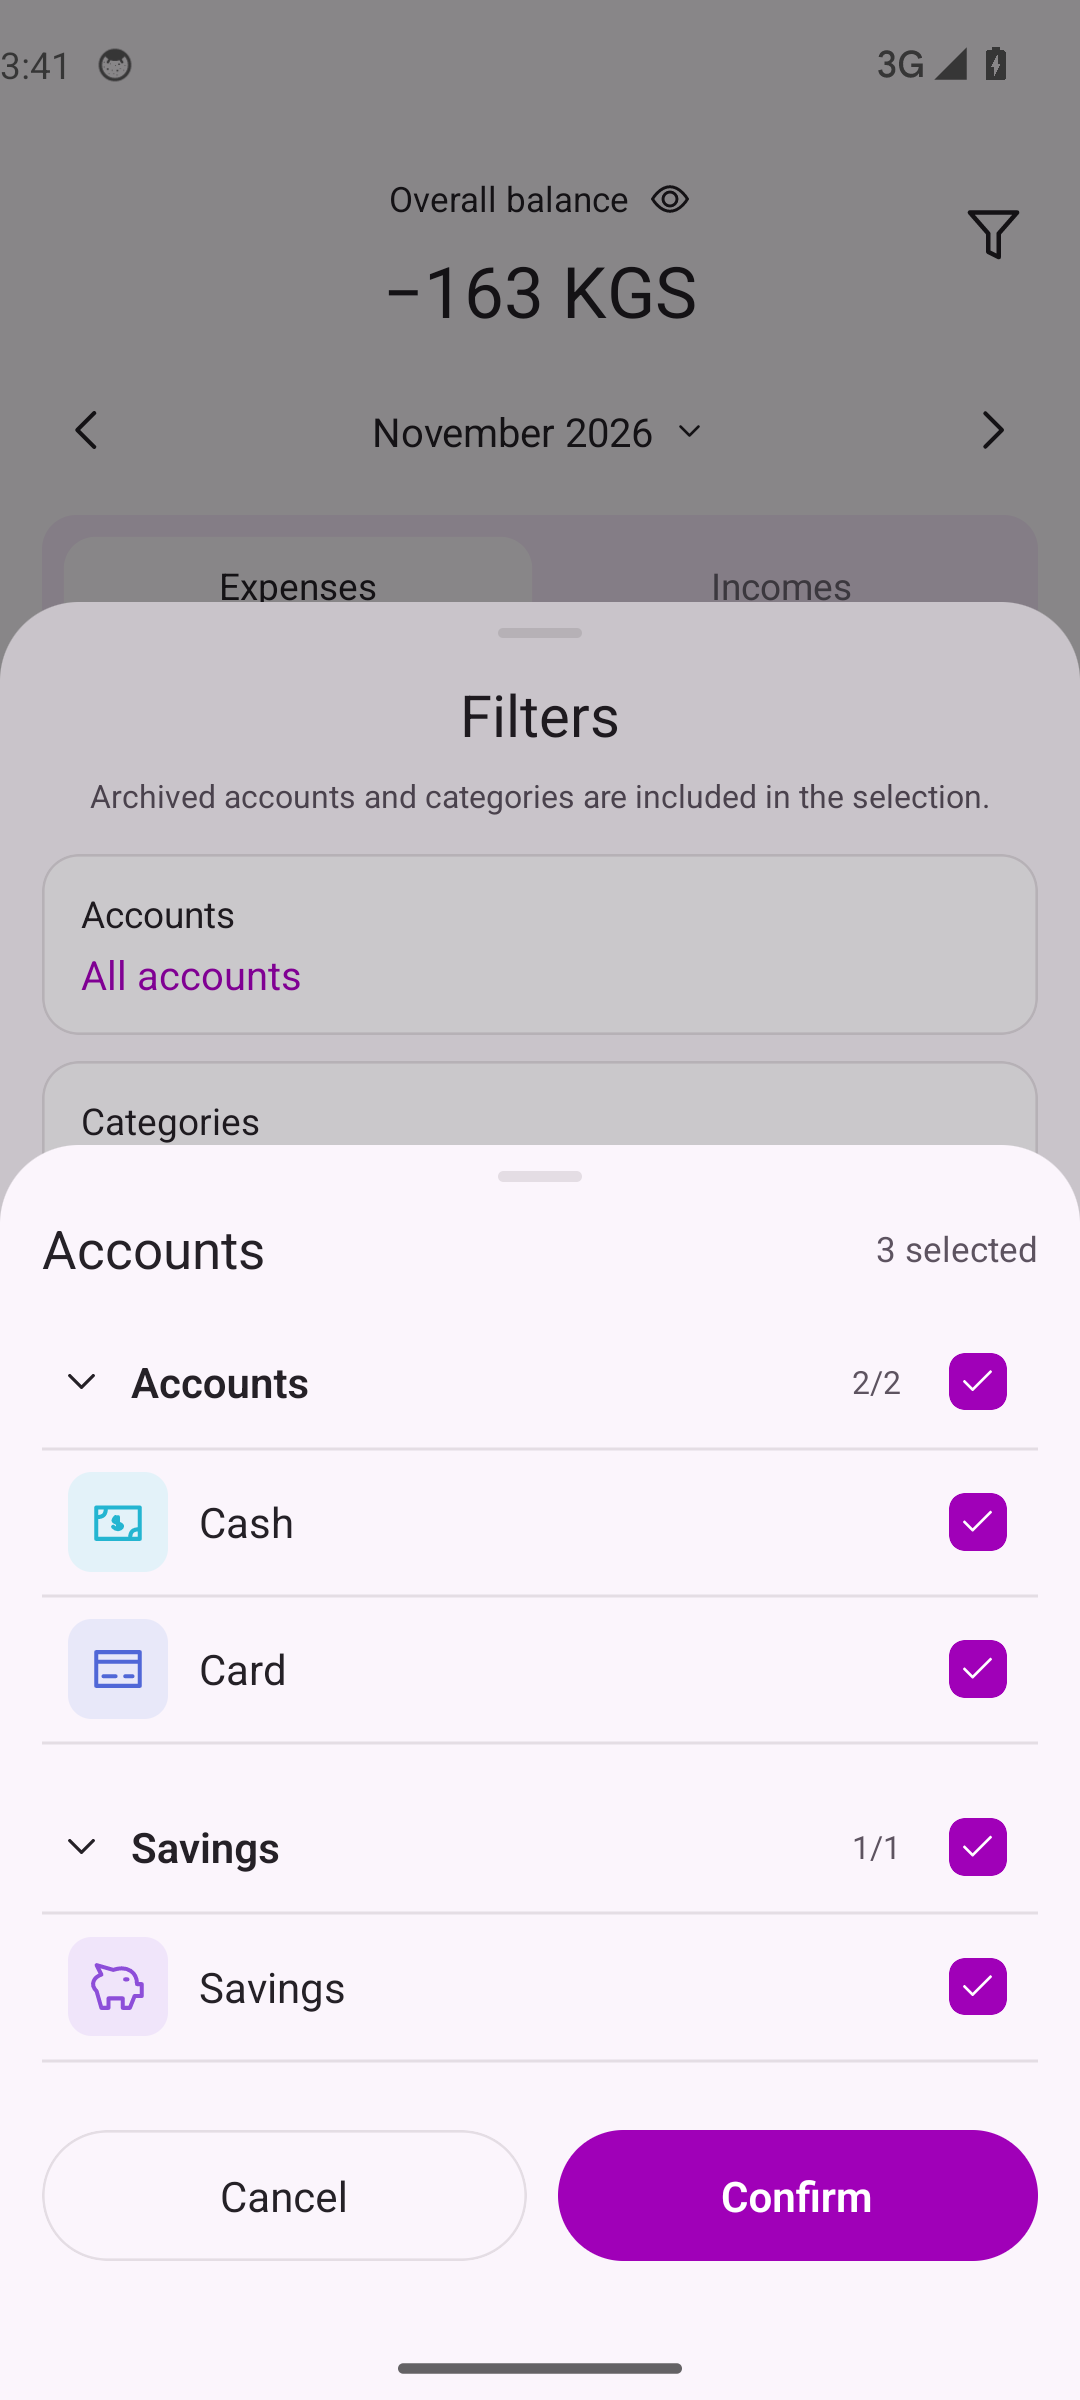 3:41
3G
Overall balance
−163 KGS
November 2026
Expenses
Incomes
Filters
Archived accounts and categories are included in the selection.
Accounts
All accounts
Categories
Accounts
3 selected
Accounts
2/2
Cash
Card
Savings
1/1
Savings
Cancel
Confirm